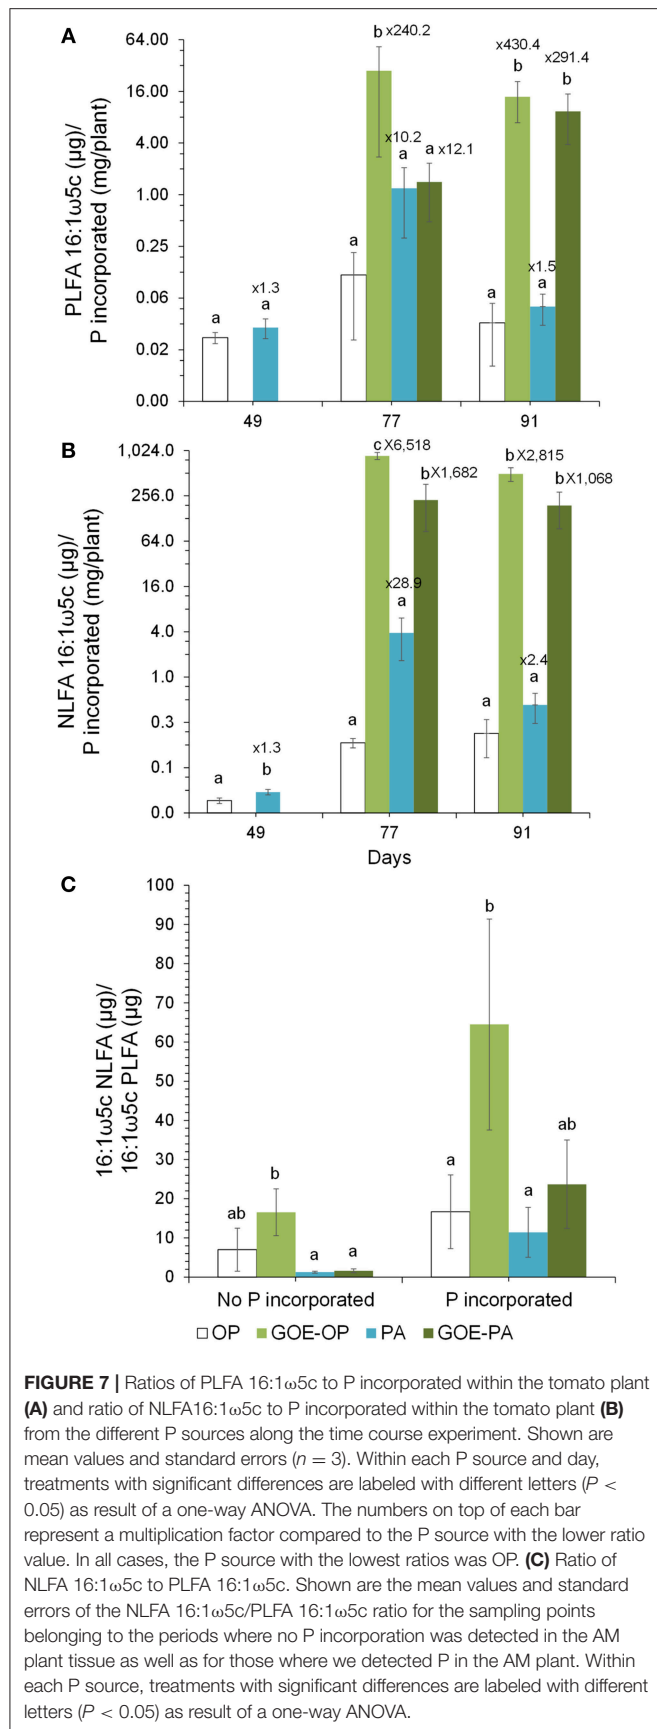 A
PLFA 16:1ω5c (µg)/
P incorporated (mg/plant)
64.00
16.00
4.00
1.00
0.25
0.06
0.02
0.00
a
x1.3
a
a
b x240.2
x10.2
a
a x12.1
a
x430.4
b
x1.5
a
x291.4
b
49
77
91
B
NLFA 16:1ω5c (µg)/
P incorporated (mg/plant)
1,024.0
256.0
64.0
16.0
4.0
1.0
0.3
0.1
0.0
a
x1.3
b
a
c X6,518
x28.9
a
b X1,682
a
b X2,815
x2.4
a
b X1,068
49
77
91
Days
C
16:1ω5c NLFA (µg)/
16:1ω5c PLFA (µg)
100
90
80
70
60
50
40
30
20
10
0
ab
b
a
a
a
b
a
ab
No P incorporated
P incorporated
OP GOE-OP PA GOE-PA
FIGURE 7 | Ratios of PLFA 16:1ω5c to P incorporated within the tomato plant
(A) and ratio of NLFA16:1ω5c to P incorporated within the tomato plant (B)
from the different P sources along the time course experiment. Shown are
mean values and standard errors (n = 3). Within each P source and day,
treatments with significant differences are labeled with different letters (P <
0.05) as result of a one-way ANOVA. The numbers on top of each bar
represent a multiplication factor compared to the P source with the lower ratio
value. In all cases, the P source with the lowest ratios was OP. (C) Ratio of
NLFA 16:1ω5c to PLFA 16:1ω5c. Shown are the mean values and standard
errors of the NLFA 16:1ω5c/PLFA 16:1ω5c ratio for the sampling points
belonging to the periods where no P incorporation was detected in the AM
plant tissue as well as for those where we detected P in the AM plant. Within
each P source, treatments with significant differences are labeled with different
letters (P < 0.05) as result of a one-way ANOVA.